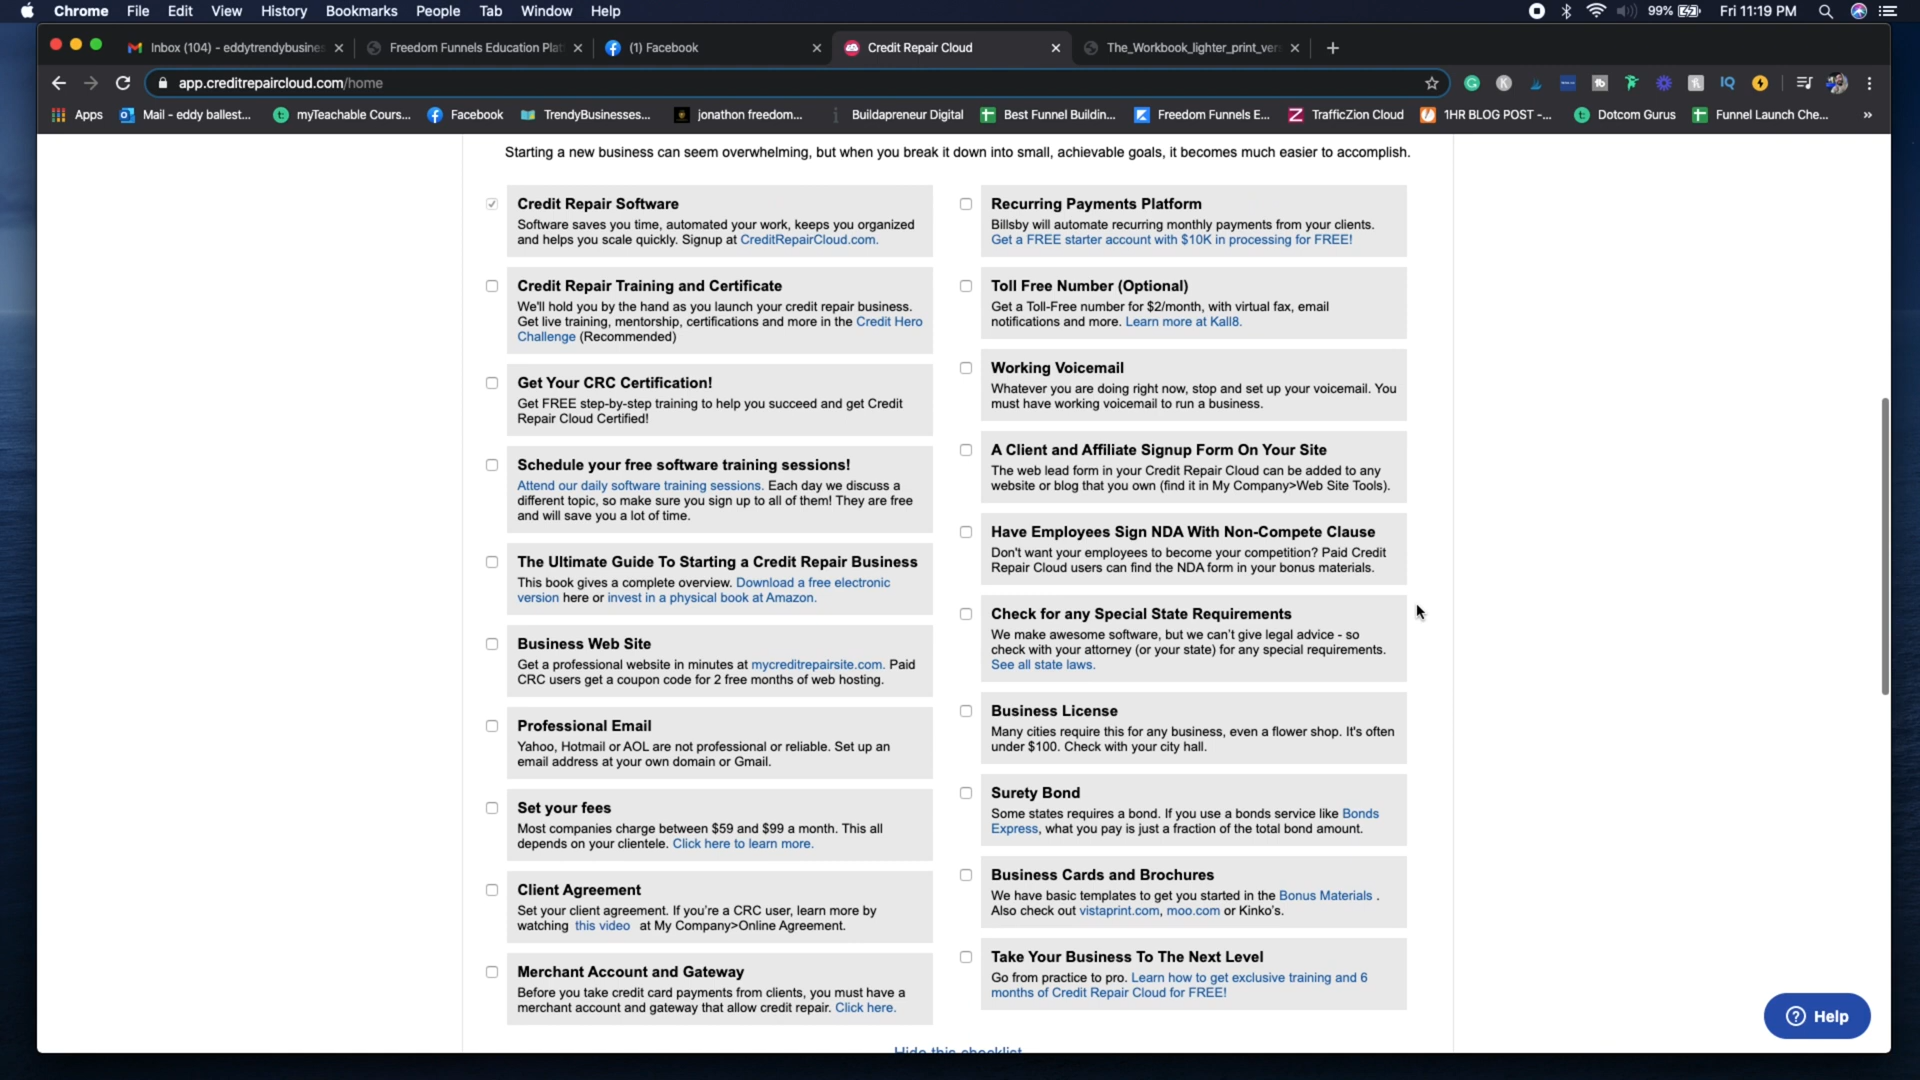 Chrome File Edit View History Bookmarks People Tab Window Help
99% Fri 11:19 PM
Inbox (104) - eddytrendybusines
Freedom Funnels Education Plat
(1) Facebook
Credit Repair Cloud
The_Workbook_lighter_print_ver
app.creditrepaircloud.com/home
Apps
Mail - eddy ballest...
myTeachable Cours...
Facebook
TrendyBusinesses...
jonathon freedom...
Buildapreneur Digital
Best Funnel Buildin...
Freedom Funnels E...
TrafficZion Cloud
1HR BLOG POST -...
Dotcom Gurus
Funnel Launch Che...
Starting a new business can seem overwhelming, but when you break it down into small, achievable goals, it becomes much easier to accomplish.
Credit Repair Software
Software saves you time, automated your work, keeps you organized
and helps you scale quickly. Signup at CreditRepairCloud.com.
Credit Repair Training and Certificate
We'll hold you by the hand as you launch your credit repair business.
Get live training, mentorship, certifications and more in the Credit Hero
Challenge (Recommended)
Get Your CRC Certification!
Get FREE step-by-step training to help you succeed and get Credit
Repair Cloud Certified!
Schedule your free software training sessions!
Attend our daily software training sessions. Each day we discuss a
different topic, so make sure you sign up to all of them! They are free
and will save you a lot of time.
The Ultimate Guide To Starting a Credit Repair Business
This book gives a complete overview. Download a free electronic
version here or invest in a physical book at Amazon.
Business Web Site
Get a professional website in minutes at mycreditrepairsite.com. Paid
CRC users get a coupon code for 2 free months of web hosting.
Professional Email
Yahoo, Hotmail or AOL are not professional or reliable. Set up an
email address at your own domain or Gmail.
Set your fees
Most companies charge between $59 and $99 a month. This all
depends on your clientele. Click here to learn more.
Client Agreement
Set your client agreement. If you're a CRC user, learn more by
watching this video at My Company>Online Agreement.
Merchant Account and Gateway
Before you take credit card payments from clients, you must have a
merchant account and gateway that allow credit repair. Click here.
Recurring Payments Platform
Billsby will automate recurring monthly payments from your clients.
Get a FREE starter account with $10K in processing for FREE!
Toll Free Number (Optional)
Get a Toll-Free number for $2/month, with virtual fax, email
notifications and more. Learn more at Kall8.
Working Voicemail
Whatever you are doing right now, stop and set up your voicemail. You
must have working voicemail to run a business.
A Client and Affiliate Signup Form On Your Site
The web lead form in your Credit Repair Cloud can be added to any
website or blog that you own (find it in My Company>Web Site Tools).
Have Employees Sign NDA With Non-Compete Clause
Don't want your employees to become your competition? Paid Credit
Repair Cloud users can find the NDA form in your bonus materials.
Check for any Special State Requirements
We make awesome software, but we can't give legal advice - so
check with your attorney (or your state) for any special requirements.
See all state laws.
Business License
Many cities require this for any business, even a flower shop. It's often
under $100. Check with your city hall.
Surety Bond
Some states requires a bond. If you use a bonds service like Bonds
Express, what you pay is just a fraction of the total bond amount.
Business Cards and Brochures
We have basic templates to get you started in the Bonus Materials .
Also check out vistaprint.com, moo.com or Kinko's.
Take Your Business To The Next Level
Go from practice to pro. Learn how to get exclusive training and 6
months of Credit Repair Cloud for FREE!
Hide this checklist
Help